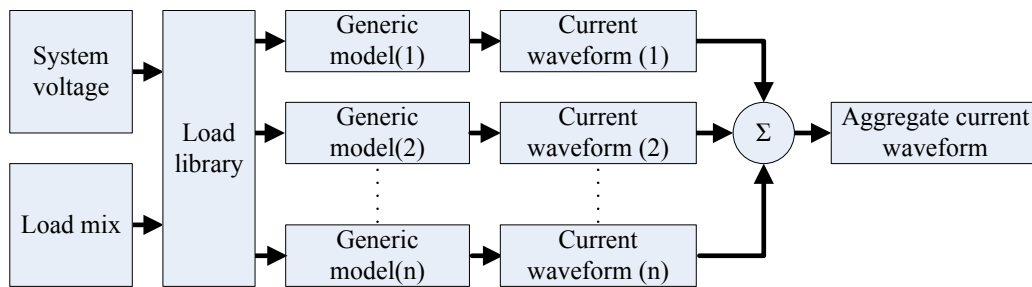 System
voltage
Load mix
Load
library
Generic
model(1)
Current
waveform (1)
Generic
model(2)
Current
waveform (2)
Generic
model(n)
Current
waveform (n)
Σ
Aggregate current
waveform